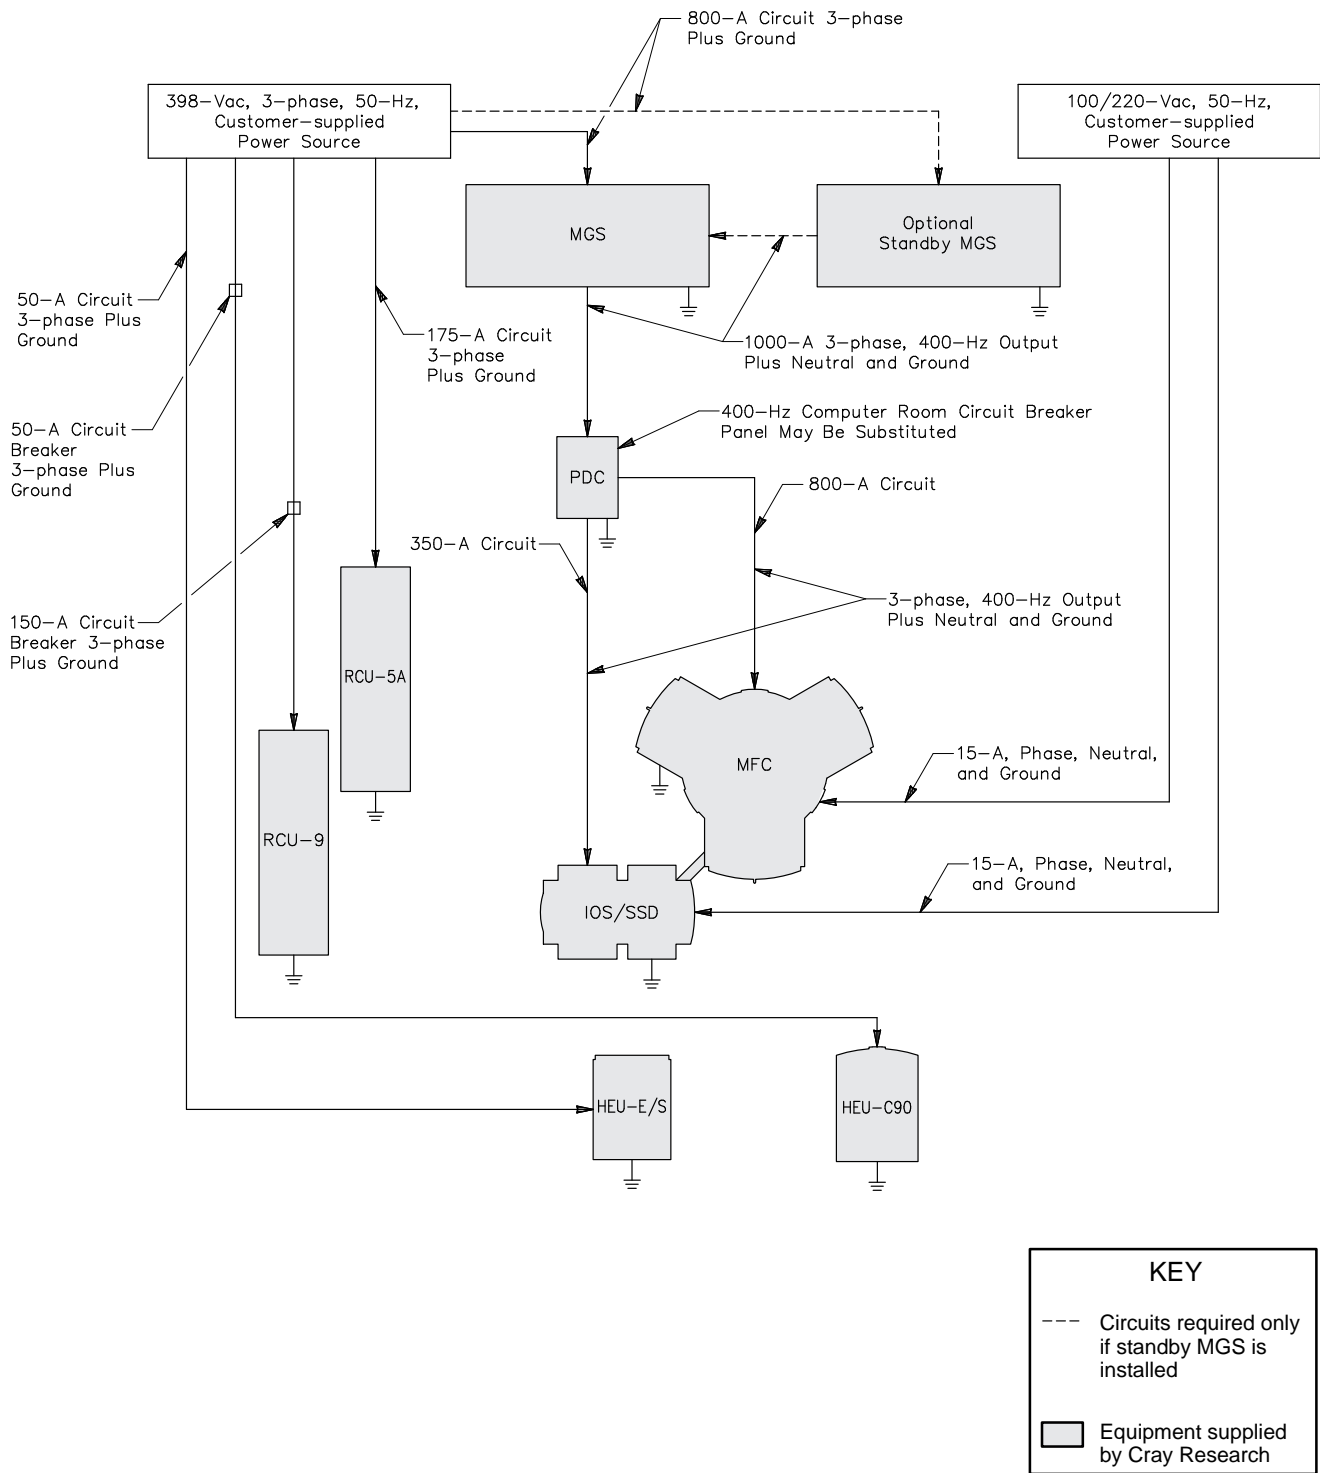 800-A Circuit 3-phase
Plus Ground
398-Vac, 3-phase, 50-Hz,
Customer-supplied
Power Source
100/220-Vac, 50-Hz,
Customer-supplied
Power Source
MGS
Optional
Standby MGS
50-A Circuit
3-phase Plus
Ground
175-A Circuit
3-phase
Plus Ground
1000-A 3-phase, 400-Hz Output
Plus Neutral and Ground
50-A Circuit
Breaker
3-phase Plus
Ground
400-Hz Computer Room Circuit Breaker
Panel May Be Substituted
PDC
800-A Circuit
350-A Circuit
150-A Circuit
Breaker 3-phase
Plus Ground
3-phase, 400-Hz Output
Plus Neutral and Ground
RCU-5A
MFC
15-A, Phase, Neutral,
and Ground
RCU-9
15-A, Phase, Neutral,
and Ground
IOS/SSD
HEU-E/S
HEU-C90
KEY
Circuits required only
if standby MGS is
installed
Equipment supplied
by Cray Research